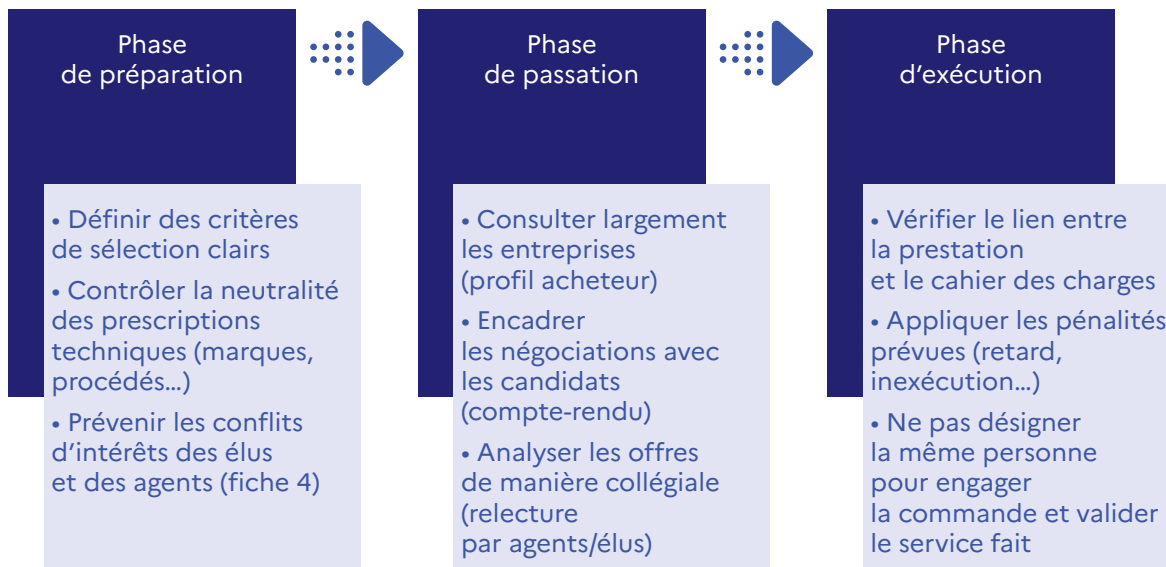 Phase
de préparation
• Définir des critères
de sélection clairs
• Contrôler la neutralité
des prescriptions
techniques (marques,
procédés…)
• Prévenir les conflits
d’intérêts des élus
et des agents (fiche 4)
Phase
de passation
• Consulter largement
les entreprises
(profil acheteur)
• Encadrer
les négociations avec
les candidats
(compte-rendu)
• Analyser les offres
de manière collégiale
(relecture
par agents/élus)
Phase
d’exécution
• Vérifier le lien entre
la prestation
et le cahier des charges
• Appliquer les pénalités
prévues (retard,
inexécution…)
• Ne pas désigner
la même personne
pour engager
la commande et valider
le service fait